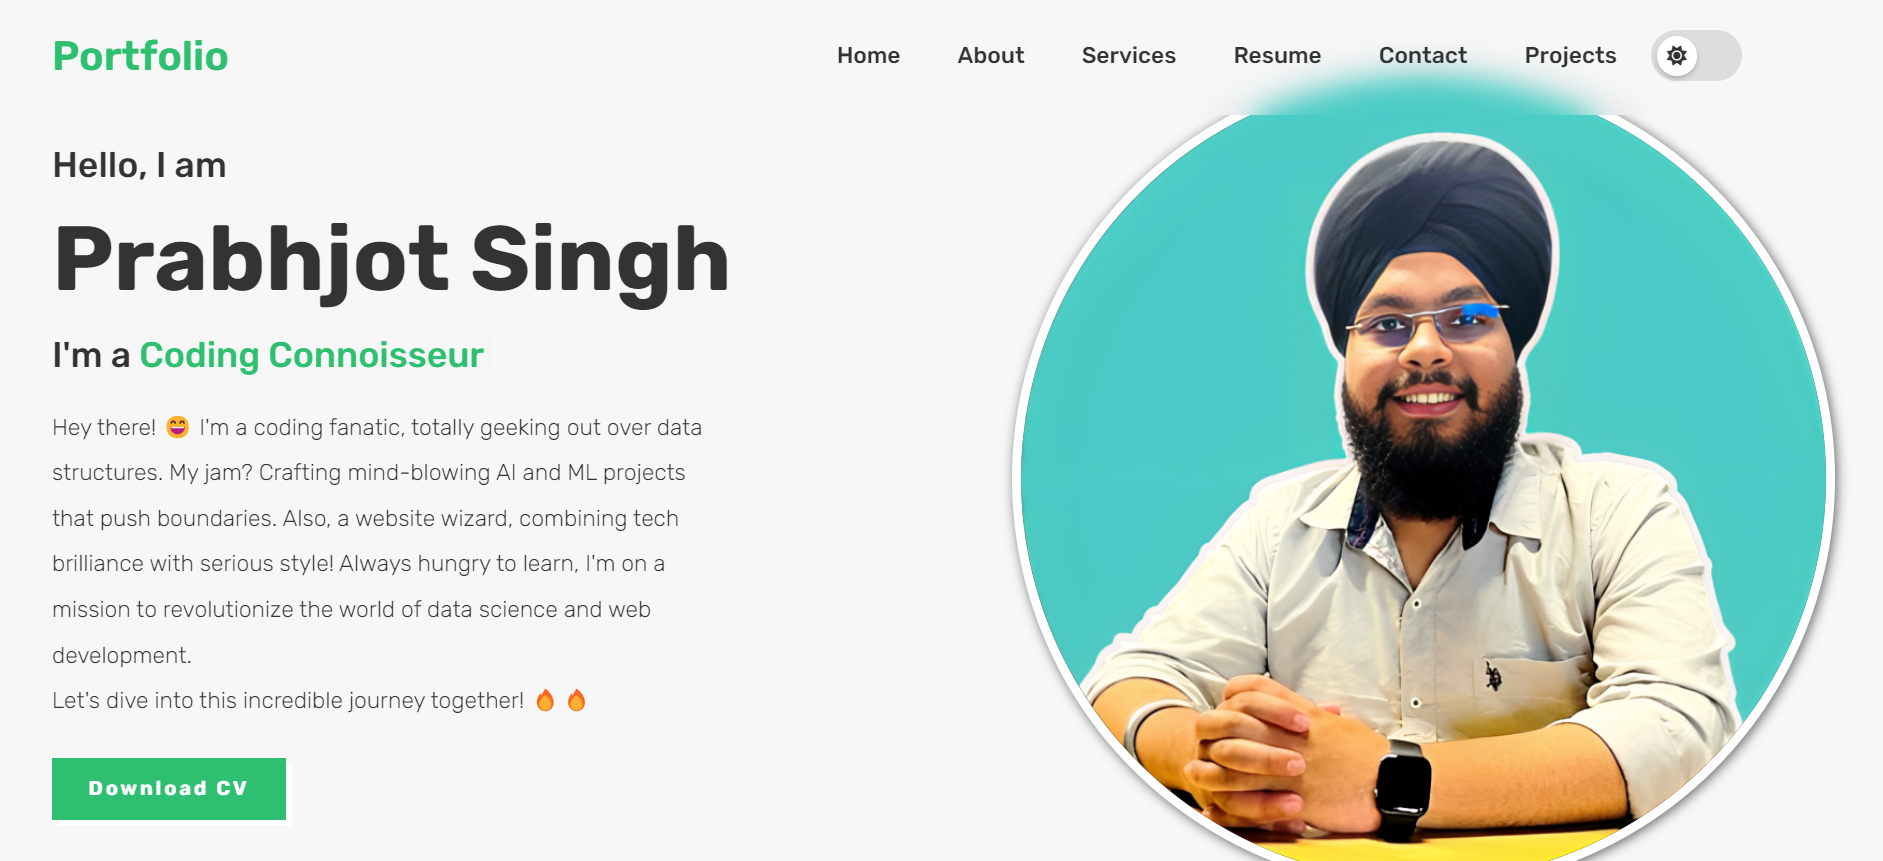 Portfolio
Home About Services Resume Contact Projects
Hello, I am
Prabhjot Singh
I'm a Coding Connoisseur
Hey there! 😄 I'm a coding fanatic, totally geeking out over data
structures. My jam? Crafting mind-blowing AI and ML projects
that push boundaries. Also, a website wizard, combining tech
brilliance with serious style! Always hungry to learn, I'm on a
mission to revolutionize the world of data science and web
development.
Let's dive into this incredible journey together! 🔥 🔥
Download CV